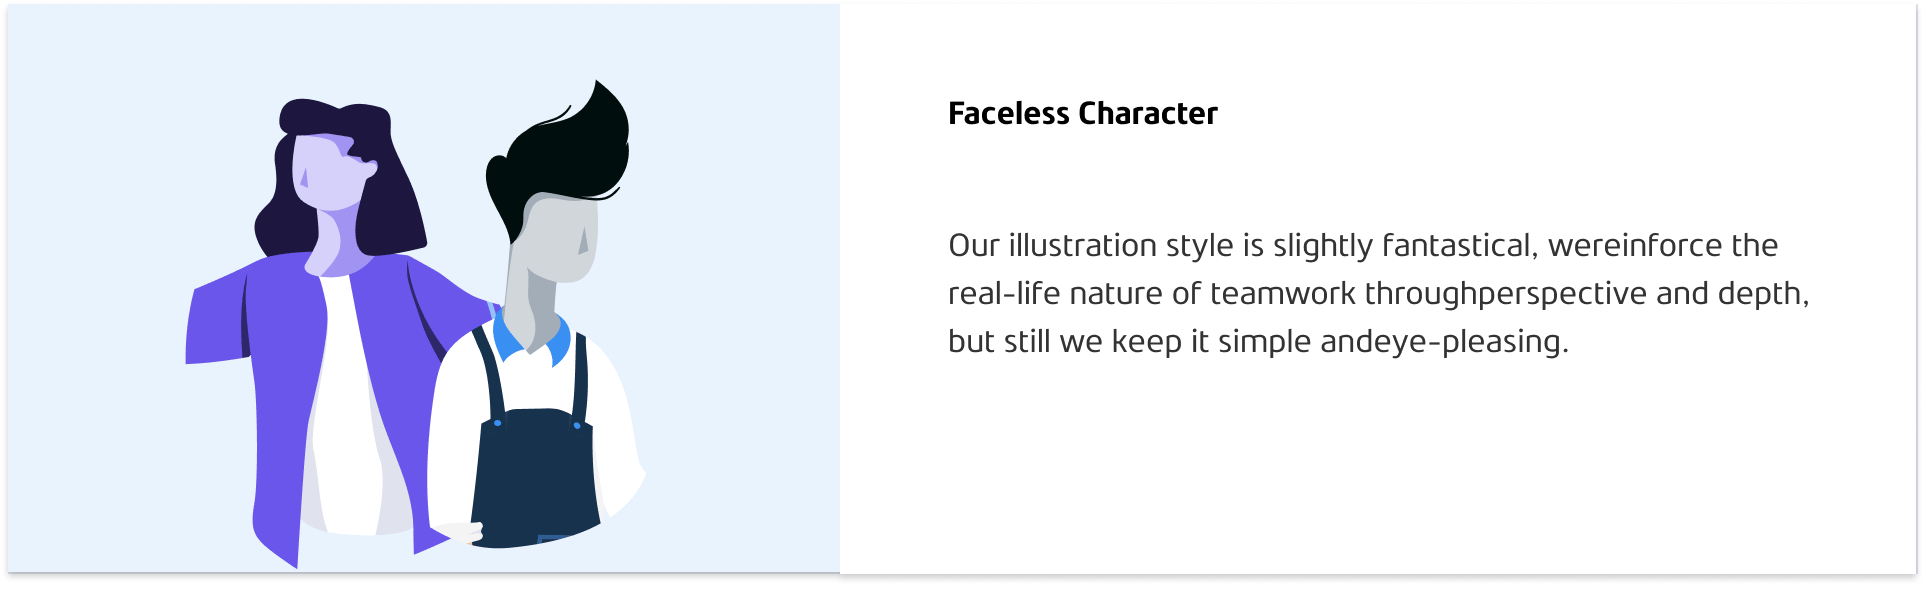 Faceless Character
Our illustration style is slightly fantastical, wereinforce the
real-life nature of teamwork throughperspective and depth,
but still we keep it simple andeye-pleasing.